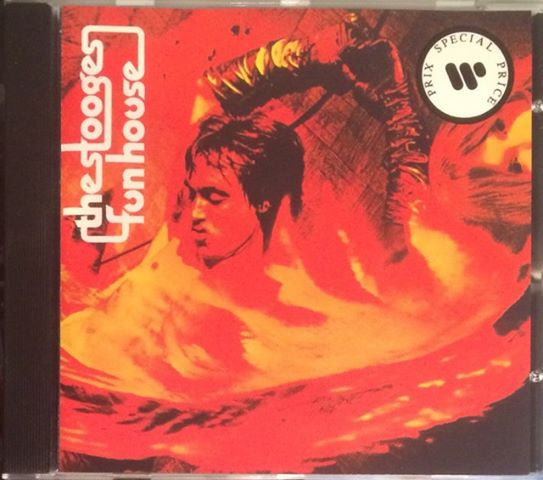 the stooges
fun house
PRIX SPECIAL PRICE